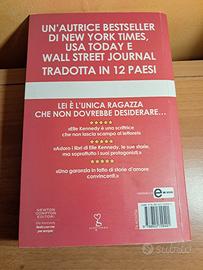 UN'AUTRICE BESTSELLER
DI NEW YORK TIMES,
USA TODAY E
WALL STREET JOURNAL
TRADOTTA IN 12 PAESI
LEI È L'UNICA RAGAZZA
CHE NON DOVREBBE DESIDERARE...
«Elle Kennedy è una scrittrice
che non lascia scampo al lettore!»
«Adoro i libri di Elle Kennedy, le sue storie,
ma soprattutto i suoi protagonisti.»
«Una garanzia in fatto di storie d'amore
convincenti.»
NEWTON
COMPTON
EDITORI
Elle Kennedy